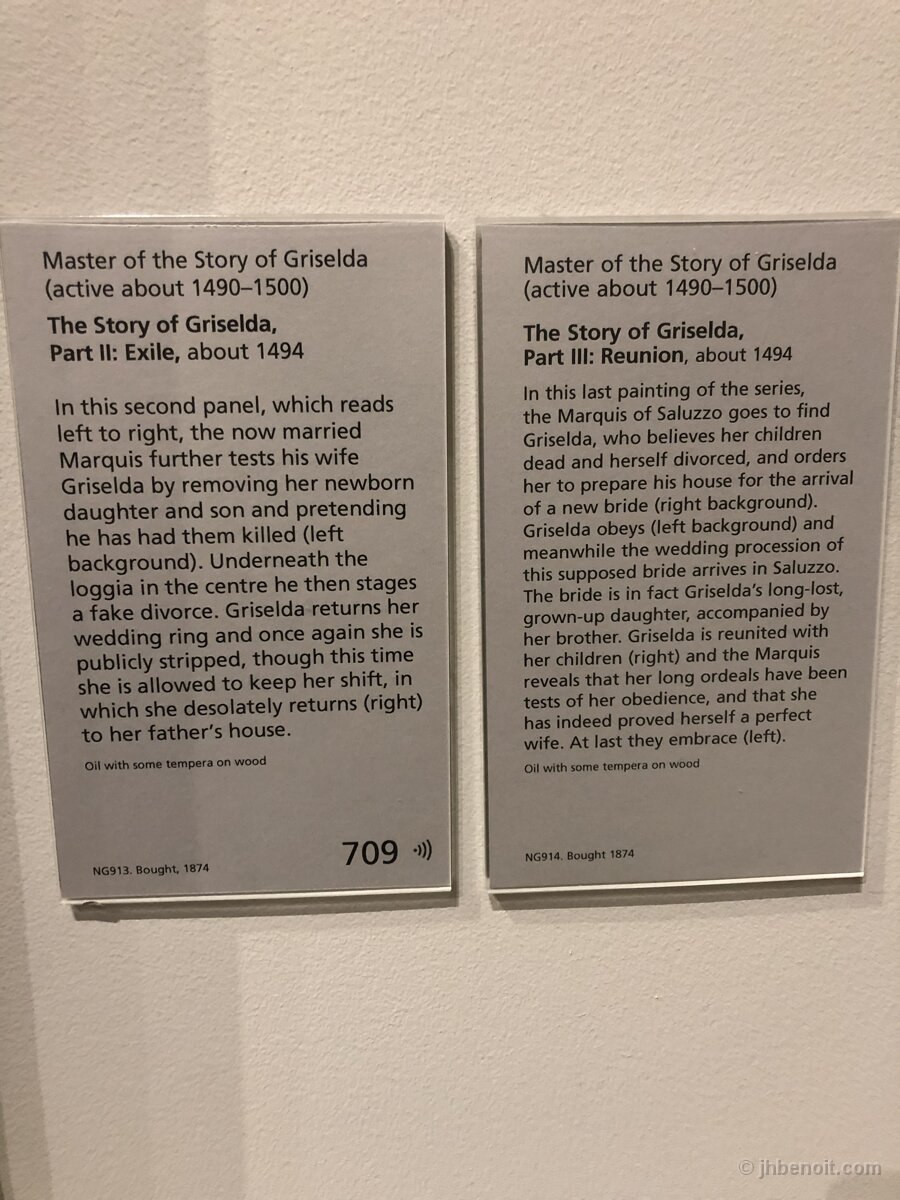 Master of the Story of Griselda
(active about 1490–1500)
The Story of Griselda,
Part II: Exile, about 1494
In this second panel, which reads
left to right, the now married
Marquis further tests his wife
Griselda by removing her newborn
daughter and son and pretending
he has had them killed (left
background). Underneath the
loggia in the centre he then stages
a fake divorce. Griselda returns her
wedding ring and once again she is
publicly stripped, though this time
she is allowed to keep her shift, in
which she desolately returns (right)
to her father's house.
Oil with some tempera on wood
709
NG913. Bought, 1874
Master of the Story of Griselda
(active about 1490–1500)
The Story of Griselda,
Part III: Reunion, about 1494
In this last painting of the series,
the Marquis of Saluzzo goes to find
Griselda, who believes her children
dead and herself divorced, and orders
her to prepare his house for the arrival
of a new bride (right background).
Griselda obeys (left background) and
meanwhile the wedding procession of
this supposed bride arrives in Saluzzo.
The bride is in fact Griselda's long-lost,
grown-up daughter, accompanied by
her brother. Griselda is reunited with
her children (right) and the Marquis
reveals that her long ordeals have been
tests of her obedience, and that she
has indeed proved herself a perfect
wife. At last they embrace (left).
Oil with some tempera on wood
NG914. Bought 1874
© jhbenoit.com